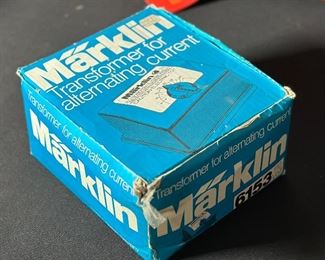 Märklin
Transformer for
alternating current
Transformer for alternating current
Märklin
Transformer for alternating current
Märklin
6153